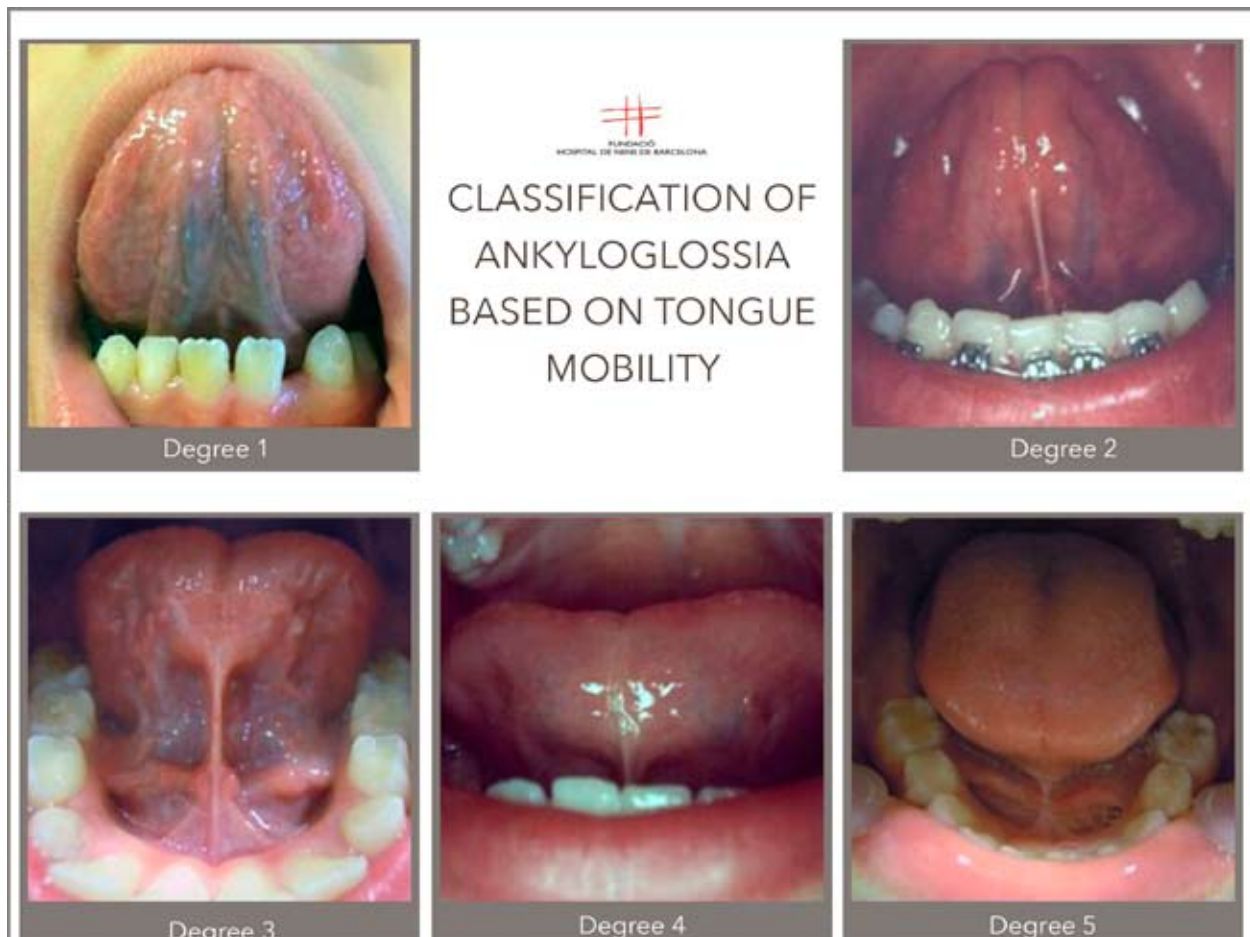 Degree 1
FUNDACIÓ
HOSPITAL DE NENS DE BARCELONA
CLASSIFICATION OF
ANKYLOGLOSSIA
BASED ON TONGUE
MOBILITY
Degree 2
Degree 3
Degree 4
Degree 5